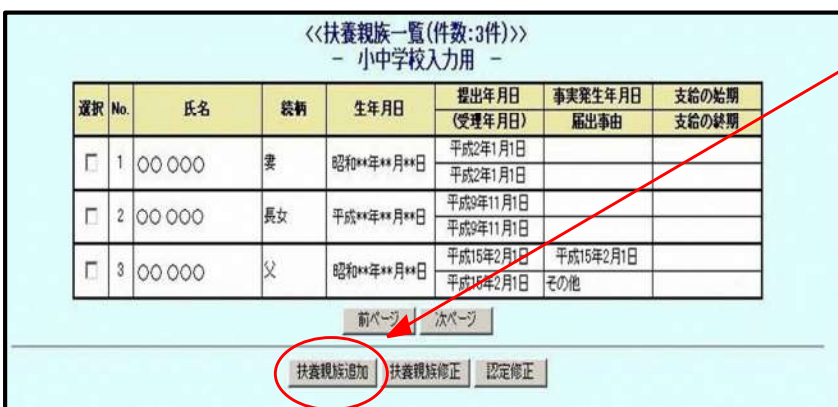 <<扶養親族一覧(件数:3件)>>
－ 小中学校入力用 －
選択 No. 氏名 続柄 生年月日 提出年月日 事実発生年月日 支給の始期
(受理年月日) 届出事由 支給の終期
1 ○○ ○○○ 妻 昭和**年**月**日 平成2年1月1日
平成2年1月1日
2 ○○ ○○○ 長女 平成**年**月**日 平成9年11月1日
平成9年11月1日
3 ○○ ○○○ 父 昭和**年**月**日 平成15年2月1日 平成15年2月1日
平成15年2月1日 その他
前ページ 次ページ
扶養親族追加 扶養親族修正 認定修正